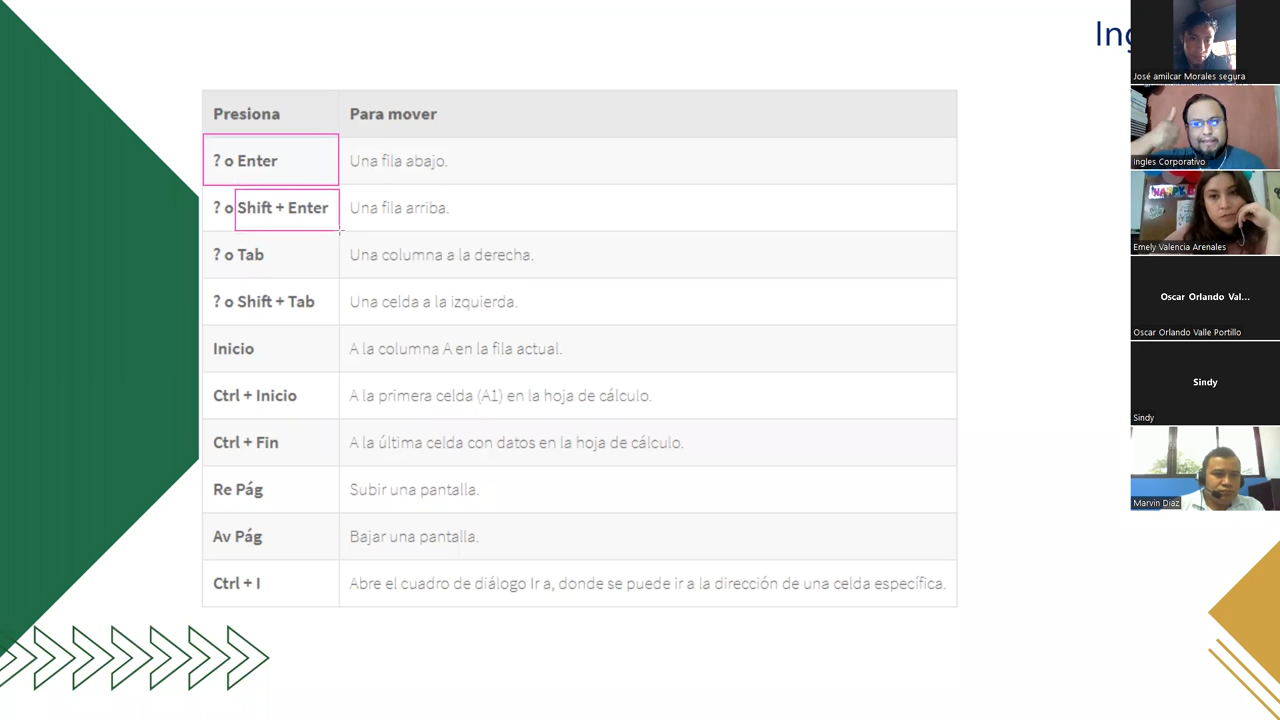 Ing
Presiona Para mover
? o Enter Una fila abajo.
? o Shift + Enter Una fila arriba.
? o Tab Una columna a la derecha.
? o Shift + Tab Una celda a la izquierda.
Inicio A la columna A en la fila actual.
Ctrl + Inicio A la primera celda (A1) en la hoja de cálculo.
Ctrl + Fin A la última celda con datos en la hoja de cálculo.
Re Pág Subir una pantalla.
Av Pág Bajar una pantalla.
Ctrl + I Abre el cuadro de diálogo Ir a, donde se puede ir a la dirección de una celda específica.
José amilcar Morales segura
Ingles Corporativo
Emely Valencia Arenales
Oscar Orlando Val...
Oscar Orlando Valle Portillo
Sindy
Sindy
Marvin Diaz